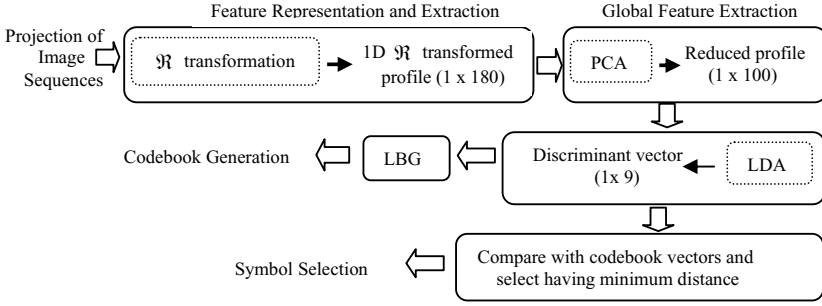 Feature Representation and Extraction
Global Feature Extraction
Projection of
Image
Sequences
ℜ transformation
1D ℜ transformed
profile (1 x 180)
PCA
Reduced profile
(1 x 100)
Codebook Generation
LBG
Discriminant vector
(1x 9)
LDA
Symbol Selection
Compare with codebook vectors and
select having minimum distance